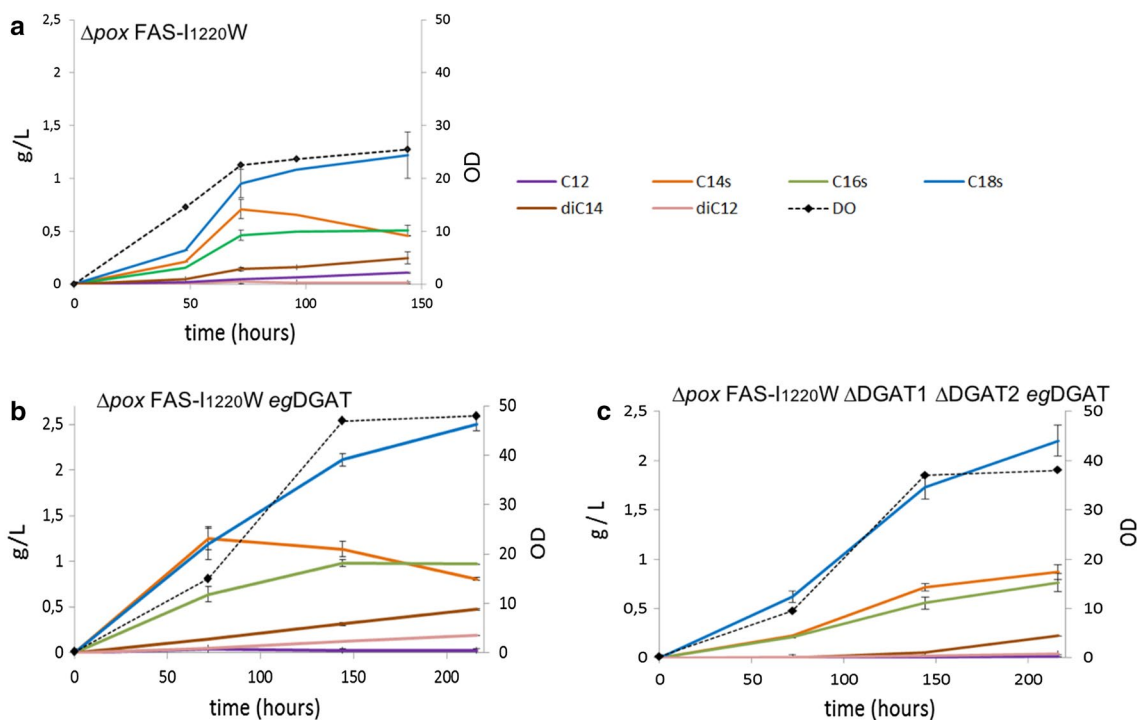 a
Δpox FAS-I1220W
2,5
2
1,5
1
0,5
0
g/L
50
40
30
20
10
0
OD
0 50 100 150
time (hours)
C12 C14s C16s C18s
diC14 diC12 DO
b
Δpox FAS-I1220W egDGAT
2,5
2
1,5
1
0,5
0
g/L
50
40
30
20
10
0
OD
0 50 100 150 200
time (hours)
c
Δpox FAS-I1220W ΔDGAT1 ΔDGAT2 egDGAT
2,5
2
1,5
1
0,5
0
g/L
50
40
30
20
10
0
OD
0 50 100 150 200
time (hours)